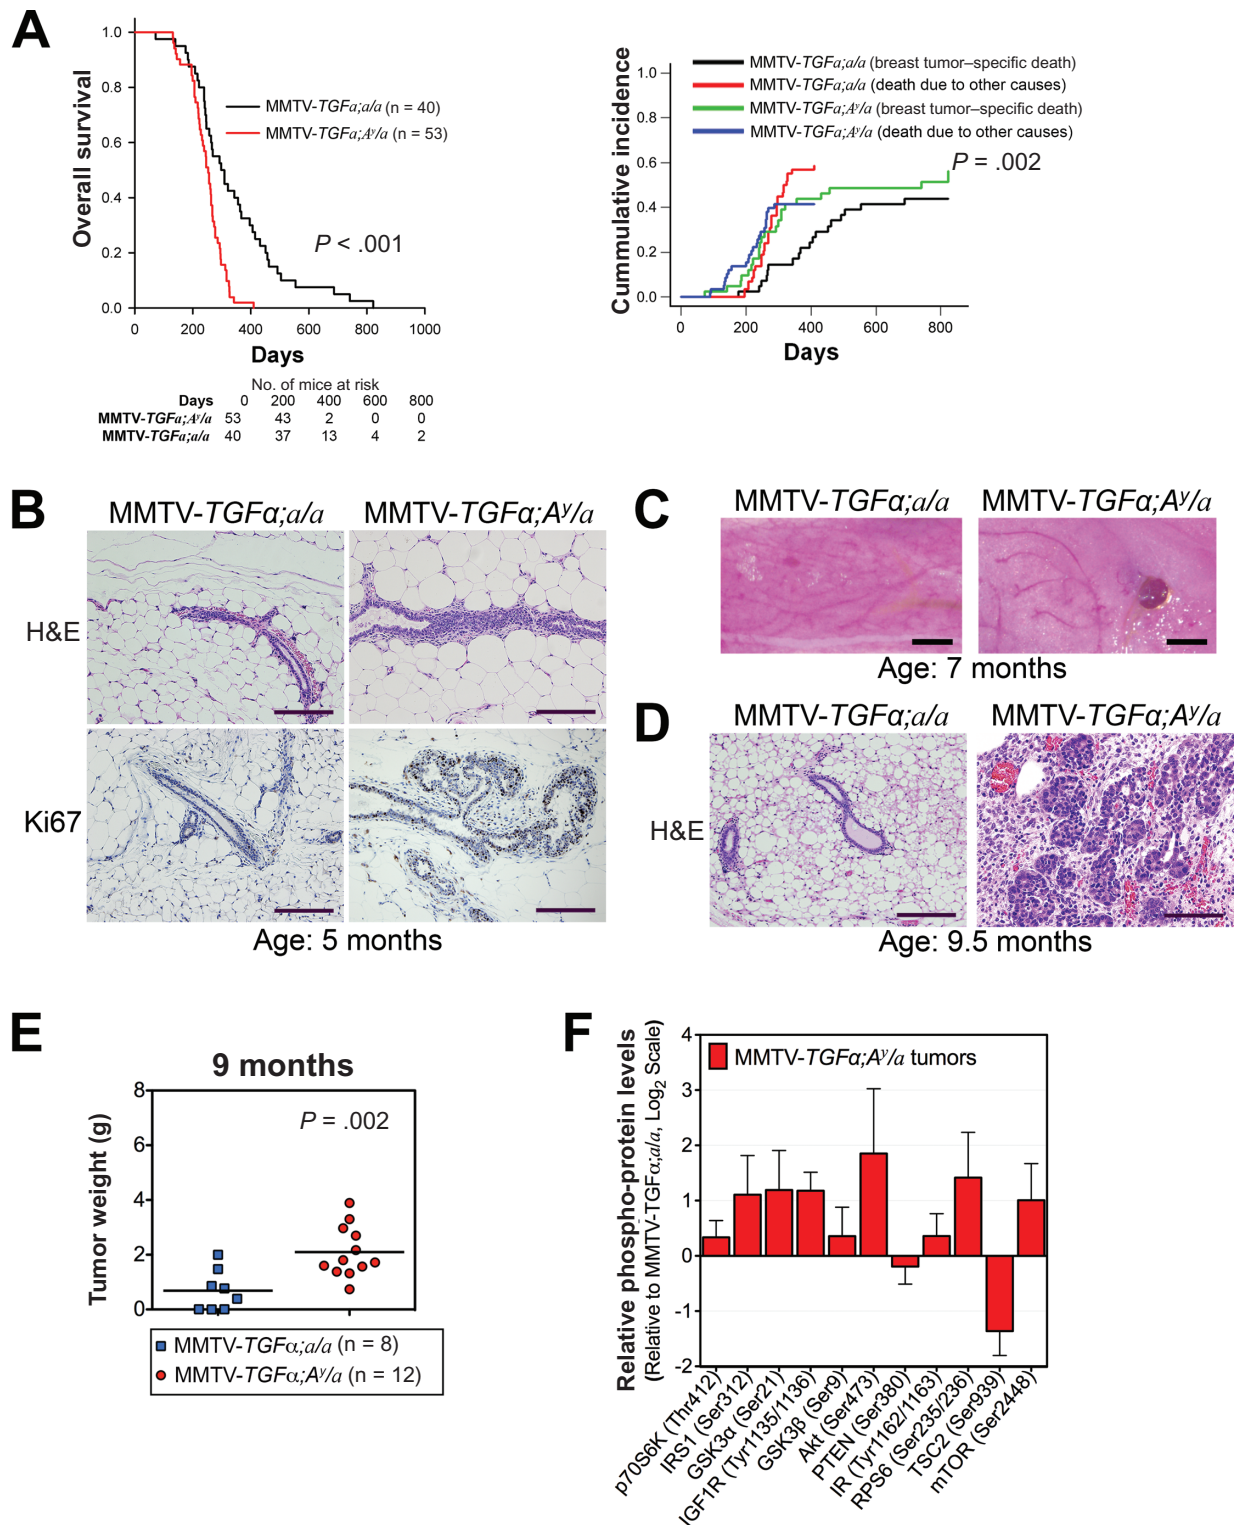 A
Overall survival
1.0
0.8
0.6
0.4
0.2
0.0
MMTV-TGFα;a/a (n = 40)
MMTV-TGFα;Aʸ/a (n = 53)
P < .001
0 200 400 600 800 1000
Days
No. of mice at risk
Days 0 200 400 600 800
MMTV-TGFα;Aʸ/a 53 43 2 0 0
MMTV-TGFα;a/a 40 37 13 4 2
Cummulative incidence
MMTV-TGFα;a/a (breast tumor–specific death)
MMTV-TGFα;a/a (death due to other causes)
MMTV-TGFα;Aʸ/a (breast tumor–specific death)
MMTV-TGFα;Aʸ/a (death due to other causes)
1.0
0.8
0.6
0.4
0.2
0.0
P = .002
0 200 400 600 800
Days
B
MMTV-TGFα;a/a MMTV-TGFα;Aʸ/a
H&E
Ki67
Age: 5 months
C
MMTV-TGFα;a/a MMTV-TGFα;Aʸ/a
Age: 7 months
D
MMTV-TGFα;a/a MMTV-TGFα;Aʸ/a
H&E
Age: 9.5 months
E
9 months
Tumor weight (g)
8
6
4
2
0
P = .002
MMTV-TGFα;a/a (n = 8)
MMTV-TGFα;Aʸ/a (n = 12)
F
Relative phospho-protein levels
(Relative to MMTV-TGFα;a/a, Log₂ Scale)
4
3
2
1
0
-1
-2
MMTV-TGFα;Aʸ/a tumors
p70S6K (Thr412)
IRS1 (Ser312)
GSK3α (Ser21)
IGF1R (Tyr1135/1136)
GSK3β (Ser9)
Akt (Ser473)
PTEN (Ser380)
IR (Tyr1162/1163)
RPS6 (Ser235/236)
TSC2 (Ser939)
mTOR (Ser2448)